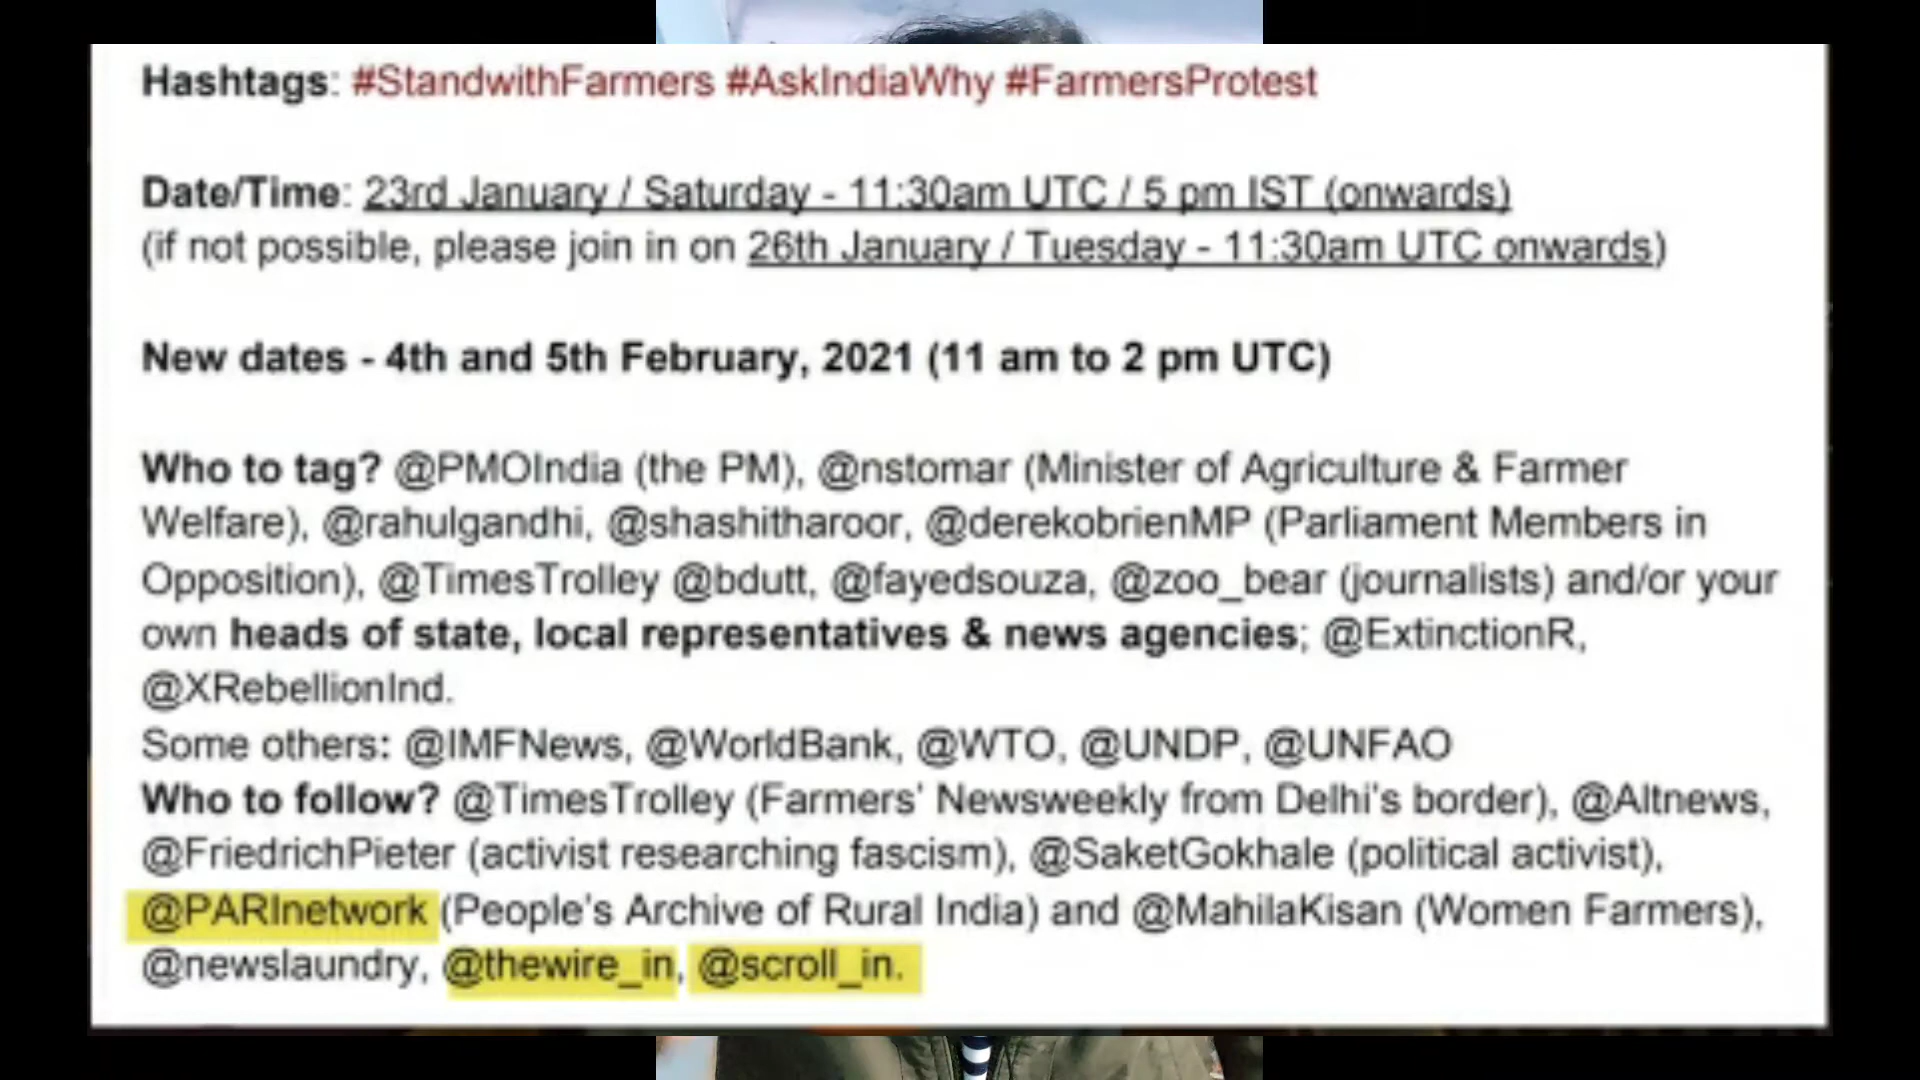 Hashtags: #StandwithFarmers #AskIndiaWhy #FarmersProtest
Date/Time: 23rd January / Saturday - 11:30am UTC / 5 pm IST (onwards)
(if not possible, please join in on 26th January / Tuesday - 11:30am UTC onwards)
New dates - 4th and 5th February, 2021 (11 am to 2 pm UTC)
Who to tag? @PMOIndia (the PM), @nstomar (Minister of Agriculture & Farmer
Welfare), @rahulgandhi, @shashitharoor, @derekobrienMP (Parliament Members in
Opposition), @TimesTrolley @bdutt, @fayedsouza, @zoo_bear (journalists) and/or your
own heads of state, local representatives & news agencies; @ExtinctionR,
@XRebellionInd.
Some others: @IMFNews, @WorldBank, @WTO, @UNDP, @UNFAO
Who to follow? @TimesTrolley (Farmers' Newsweekly from Delhi's border), @Altnews,
@FriedrichPieter (activist researching fascism), @SaketGokhale (political activist),
@PARInetwork (People's Archive of Rural India) and @MahilaKisan (Women Farmers),
@newslaundry, @thewire_in, @scroll_in.